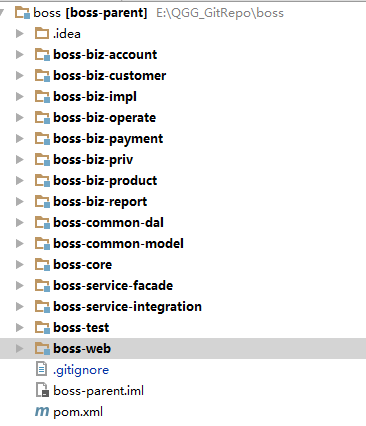 boss [boss-parent] E:\QGG_GitRepo\boss
.idea
boss-biz-account
boss-biz-customer
boss-biz-impl
boss-biz-operate
boss-biz-payment
boss-biz-priv
boss-biz-product
boss-biz-report
boss-common-dal
boss-common-model
boss-core
boss-service-facade
boss-service-integration
boss-test
boss-web
.gitignore
boss-parent.iml
m pom.xml